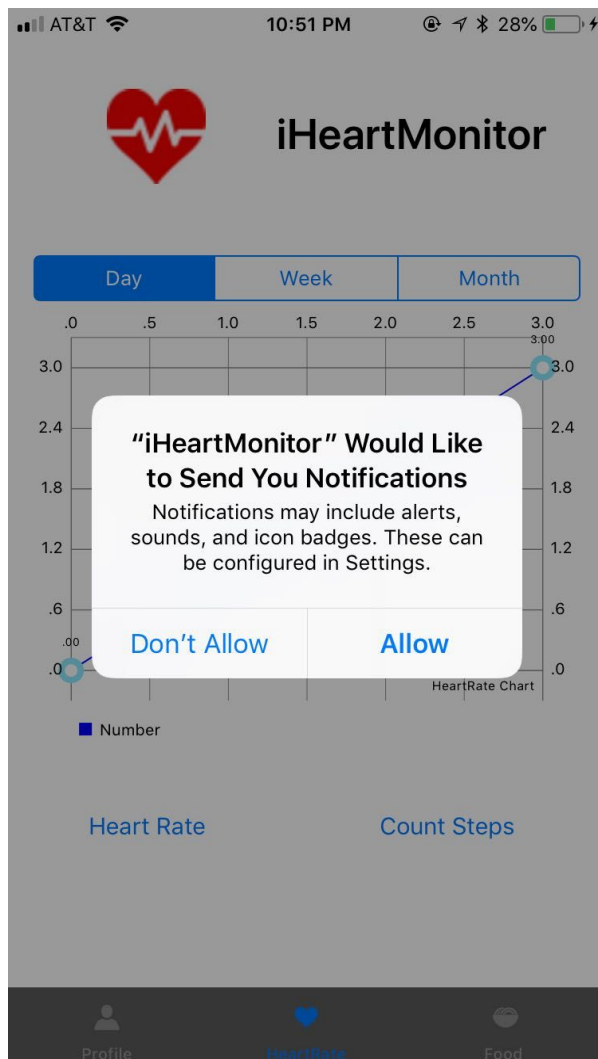 AT&T 10:51 PM 28%
iHeartMonitor
Day Week Month
.0 .5 1.0 1.5 2.0 2.5 3.0
3.00
3.0 3.0
2.4 2.4
“iHeartMonitor” Would Like
to Send You Notifications
1.8 1.8
Notifications may include alerts,
sounds, and icon badges. These can
1.2 1.2
be configured in Settings.
.6 .6
.00
Don’t Allow Allow
.0 .0
HeartRate Chart
Number
Heart Rate Count Steps
Profile HeartRate Food